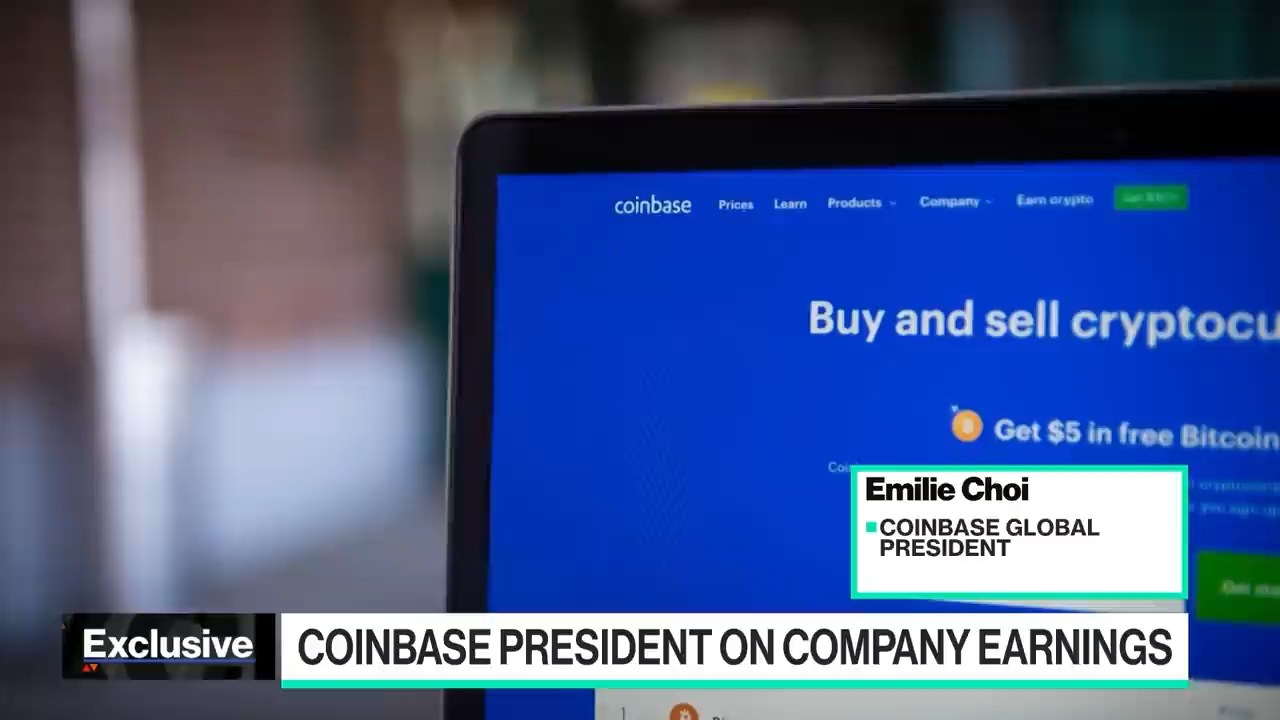 coinbase Prices Learn Products Company Earn crypto
Buy and sell cryptocu
Get $5 in free Bitcoin
Emilie Choi
COINBASE GLOBAL
PRESIDENT
Exclusive
COINBASE PRESIDENT ON COMPANY EARNINGS